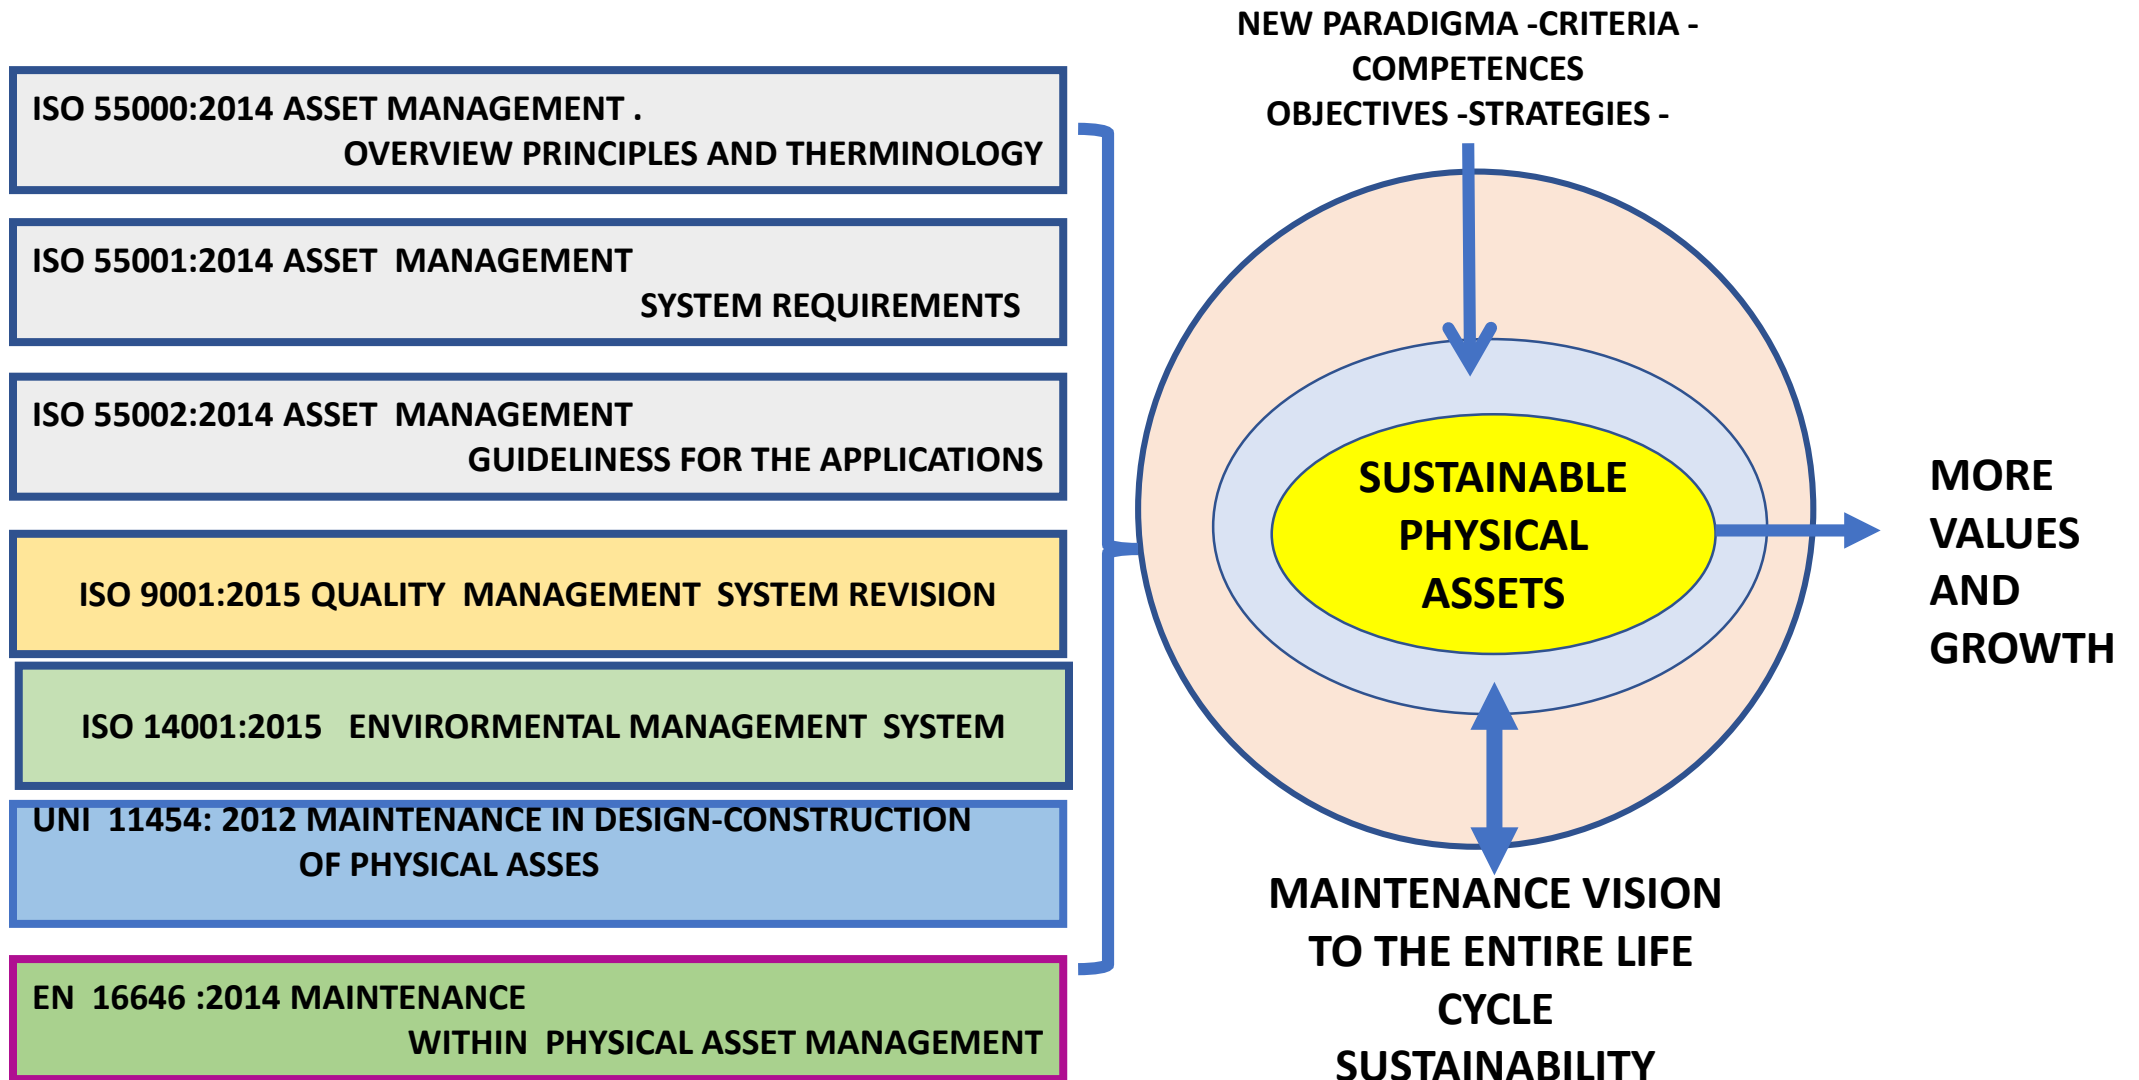 NEW PARADIGMA -CRITERIA -
COMPETENCES
OBJECTIVES -STRATEGIES -
ISO 55000:2014 ASSET MANAGEMENT .
OVERVIEW PRINCIPLES AND THERMINOLOGY
ISO 55001:2014 ASSET MANAGEMENT
SYSTEM REQUIREMENTS
ISO 55002:2014 ASSET MANAGEMENT
GUIDELINESS FOR THE APPLICATIONS
ISO 9001:2015 QUALITY MANAGEMENT SYSTEM REVISION
ISO 14001:2015 ENVIRORMENTAL MANAGEMENT SYSTEM
UNI 11454: 2012 MAINTENANCE IN DESIGN-CONSTRUCTION
OF PHYSICAL ASSES
EN 16646 :2014 MAINTENANCE
WITHIN PHYSICAL ASSET MANAGEMENT
SUSTAINABLE
PHYSICAL
ASSETS
MORE
VALUES
AND
GROWTH
MAINTENANCE VISION
TO THE ENTIRE LIFE
CYCLE
SUSTAINABILITY